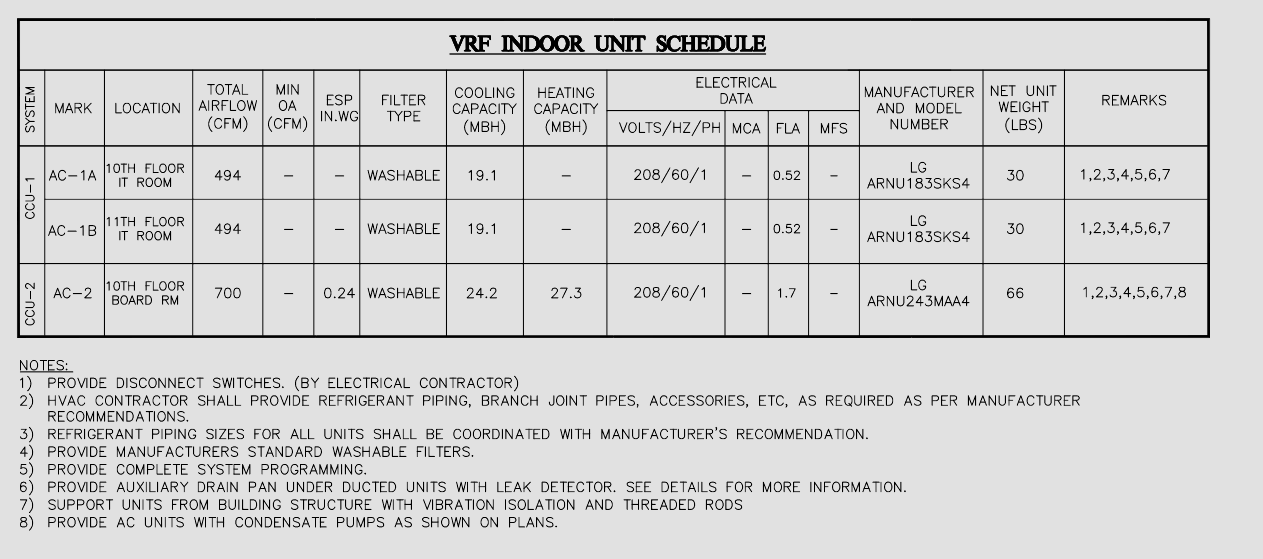 VRF INDOOR UNIT SCHEDULE
SYSTEM
MARK
LOCATION
TOTAL
AIRFLOW
(CFM)
MIN
OA
(CFM)
ESP
IN.WG
FILTER
TYPE
COOLING
CAPACITY
(MBH)
HEATING
CAPACITY
(MBH)
ELECTRICAL
DATA
VOLTS/HZ/PH
MCA
FLA
MFS
MANUFACTURER
AND MODEL
NUMBER
NET UNIT
WEIGHT
(LBS)
REMARKS
CCU-1
AC-1A
10TH FLOOR
IT ROOM
494
-
-
WASHABLE
19.1
-
208/60/1
-
0.52
-
LG
ARNU183SKS4
30
1,2,3,4,5,6,7
AC-1B
11TH FLOOR
IT ROOM
494
-
-
WASHABLE
19.1
-
208/60/1
-
0.52
-
LG
ARNU183SKS4
30
1,2,3,4,5,6,7
CCU-2
AC-2
10TH FLOOR
BOARD RM
700
-
0.24
WASHABLE
24.2
27.3
208/60/1
-
1.7
-
LG
ARNU243MAA4
66
1,2,3,4,5,6,7,8
NOTES:
1) PROVIDE DISCONNECT SWITCHES. (BY ELECTRICAL CONTRACTOR)
2) HVAC CONTRACTOR SHALL PROVIDE REFRIGERANT PIPING, BRANCH JOINT PIPES, ACCESSORIES, ETC, AS REQUIRED AS PER MANUFACTURER
RECOMMENDATIONS.
3) REFRIGERANT PIPING SIZES FOR ALL UNITS SHALL BE COORDINATED WITH MANUFACTURER'S RECOMMENDATION.
4) PROVIDE MANUFACTURERS STANDARD WASHABLE FILTERS.
5) PROVIDE COMPLETE SYSTEM PROGRAMMING.
6) PROVIDE AUXILIARY DRAIN PAN UNDER DUCTED UNITS WITH LEAK DETECTOR. SEE DETAILS FOR MORE INFORMATION.
7) SUPPORT UNITS FROM BUILDING STRUCTURE WITH VIBRATION ISOLATION AND THREADED RODS
8) PROVIDE AC UNITS WITH CONDENSATE PUMPS AS SHOWN ON PLANS.